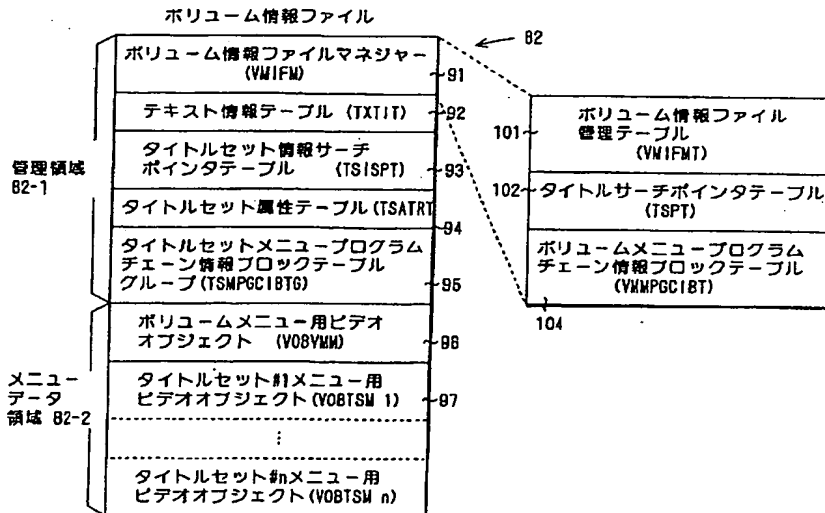 ボリューム情報ファイル
82
ボリューム情報ファイルマネジャー
(VMIFM)
91
テキスト情報テーブル (TXTIT)
92
タイトルセット情報サーチ
ポインタテーブル (TSISPT)
93
タイトルセット属性テーブル(TSATRT
94
タイトルセットメニュープログラム
チェーン情報ブロックテーブル
グループ(TSMPGCIBTG)
95
管理領域
82-1
ボリュームメニュー用ビデオ
オブジェクト (VOBVMM)
96
タイトルセット#1メニュー用
ビデオオブジェクト(VOBTSM 1)
97
⋮
タイトルセット#nメニュー用
ビデオオブジェクト(VOBTSM n)
メニュー
データ
領域 82-2
101
ボリューム情報ファイル
管理テーブル
(VMIFMT)
102
タイトルサーチポインタテーブル
(TSPT)
ボリュームメニュープログラム
チェーン情報ブロックテーブル
(VMMPGCIBT)
104